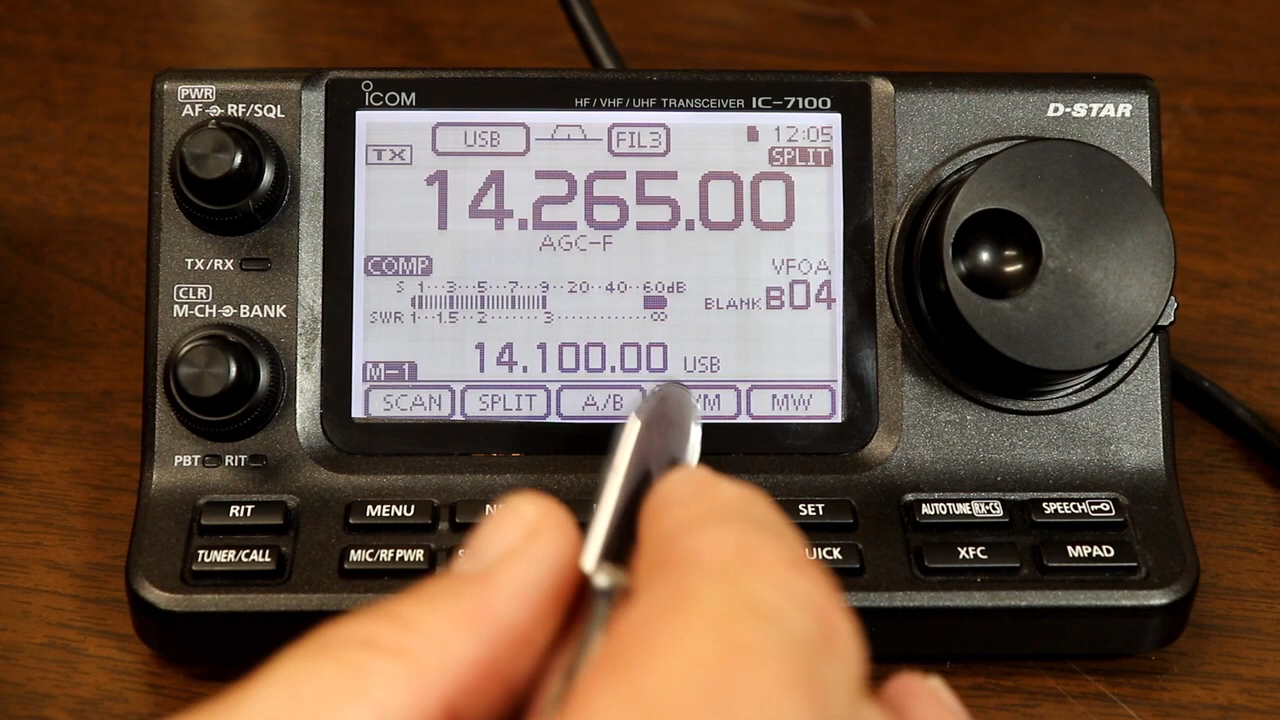 PWR
AF RF/SQL
ICOM
HF/VHF/UHF TRANSCEIVER IC-7100
D-STAR
USB FIL3 12:05
TX SPLIT
14.265.00
AGC-F
TX/RX
COMP VFOA
CLR
M-CH BANK
S 1··3··5··7··9··20··40··60dB
BLANK B04
SWR 1··1.5··2 3 ∞
14.100.00 USB
M-1
SCAN SPLIT A/B MW
PBT RIT
RIT MENU SET AUTOTUNE RX→CS SPEECH
TUNER/CALL MIC/RF PWR XFC MPAD